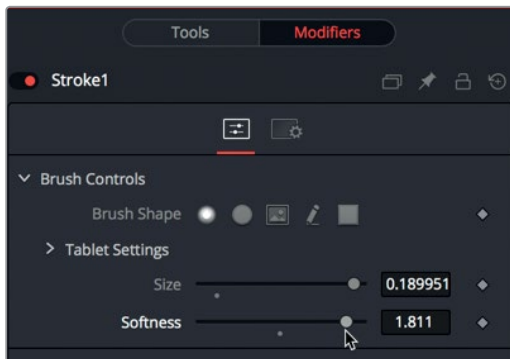 Tools Modifiers
Stroke1
Brush Controls
Brush Shape
Tablet Settings
Size 0.189951
Softness 1.811